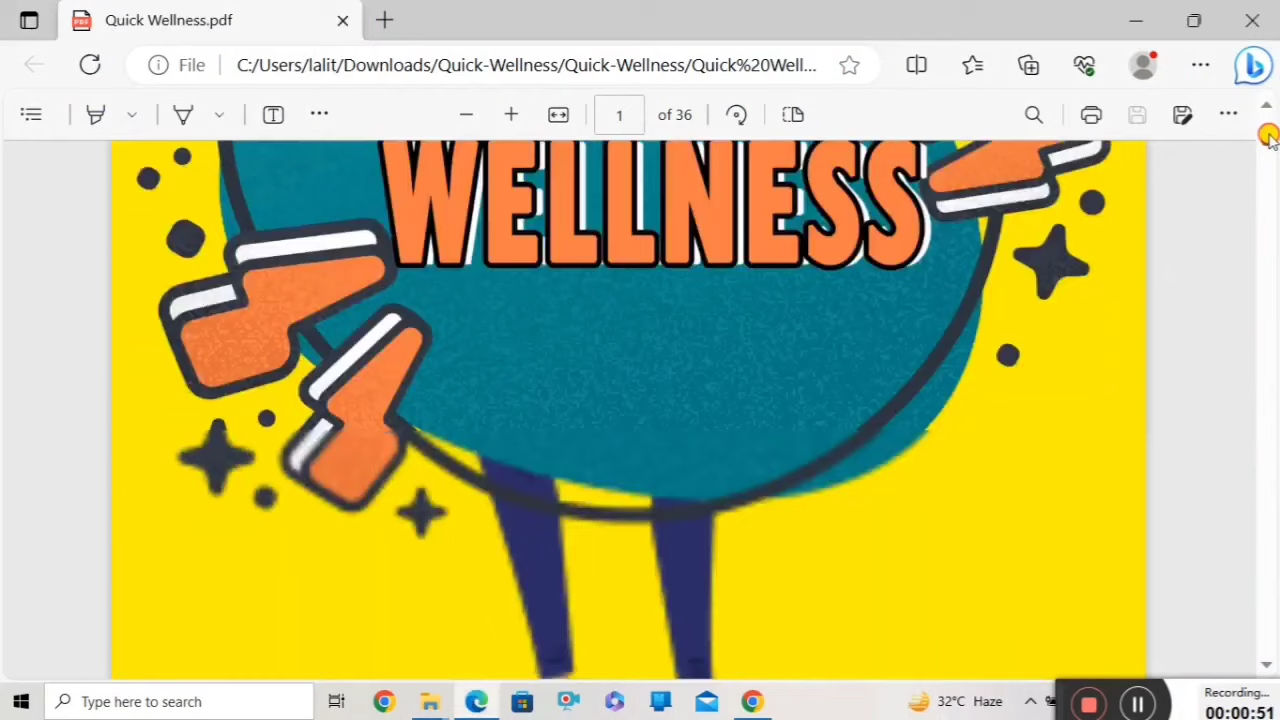 Quick Wellness.pdf
File
C:/Users/lalit/Downloads/Quick-Wellness/Quick-Wellness/Quick%20Well...
1 of 36
WELLNESS
Type here to search
32°C Haze
Recording...
00:00:51